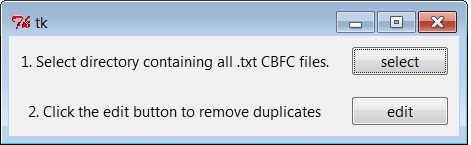 tk
1. Select directory containing all .txt CBFC files.
select
2. Click the edit button to remove duplicates
edit